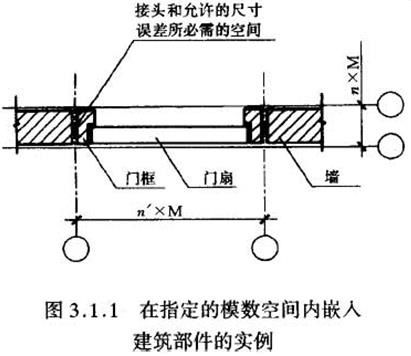 接头和允许的尺寸
误差所必需的空间
n×M
门框
门扇
墙
n′×M
图 3.1.1 在指定的模数空间内嵌入
建筑部件的实例